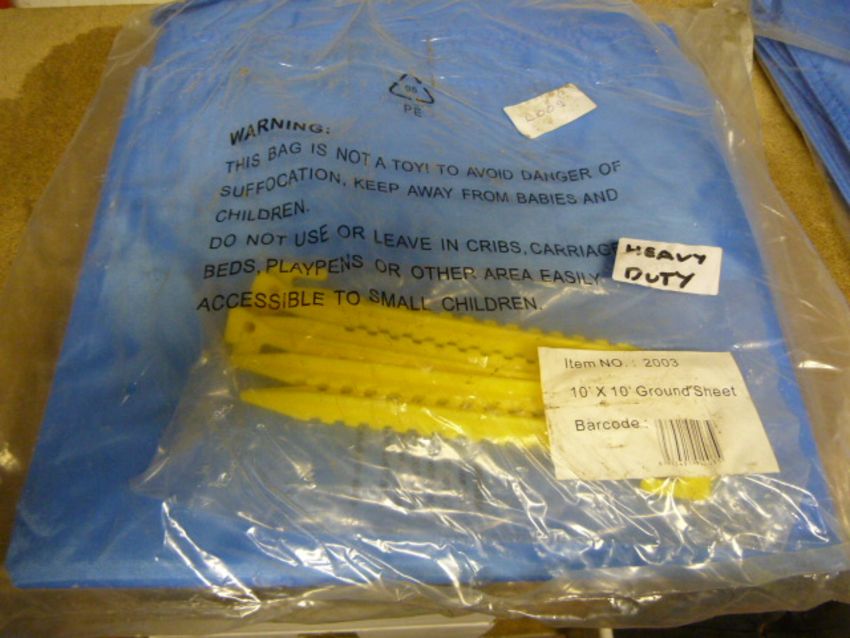 PE
WARNING:
THIS BAG IS NOT A TOY! TO AVOID DANGER OF
SUFFOCATION, KEEP AWAY FROM BABIES AND
CHILDREN.
DO NOT USE OR LEAVE IN CRIBS, CARRIAGE
BEDS, PLAYPENS OR OTHER AREA EASILY
ACCESSIBLE TO SMALL CHILDREN.
HEAVY
DUTY
Item NO.: 2003
10' X 10' Ground Sheet
Barcode: